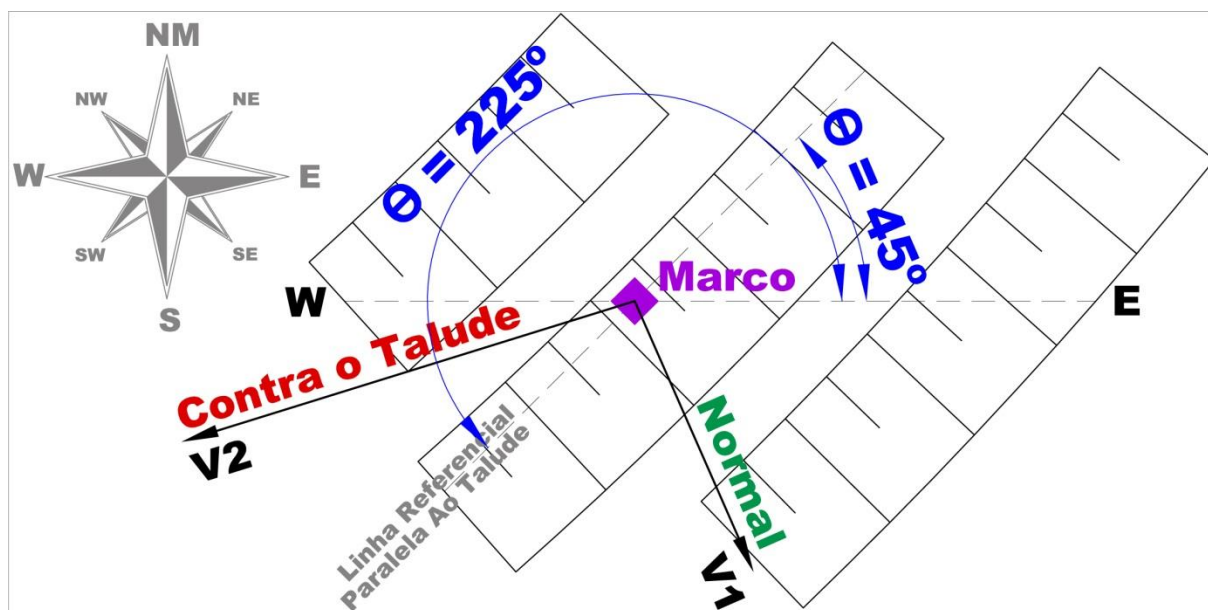 NM
NW
NE
W
E
SW
SE
S
Ө = 225º
Ө = 45º
Marco
W
E
Contra o Talude
V2
Normal
V1
Linha Referencial
Paralela Ao Talude